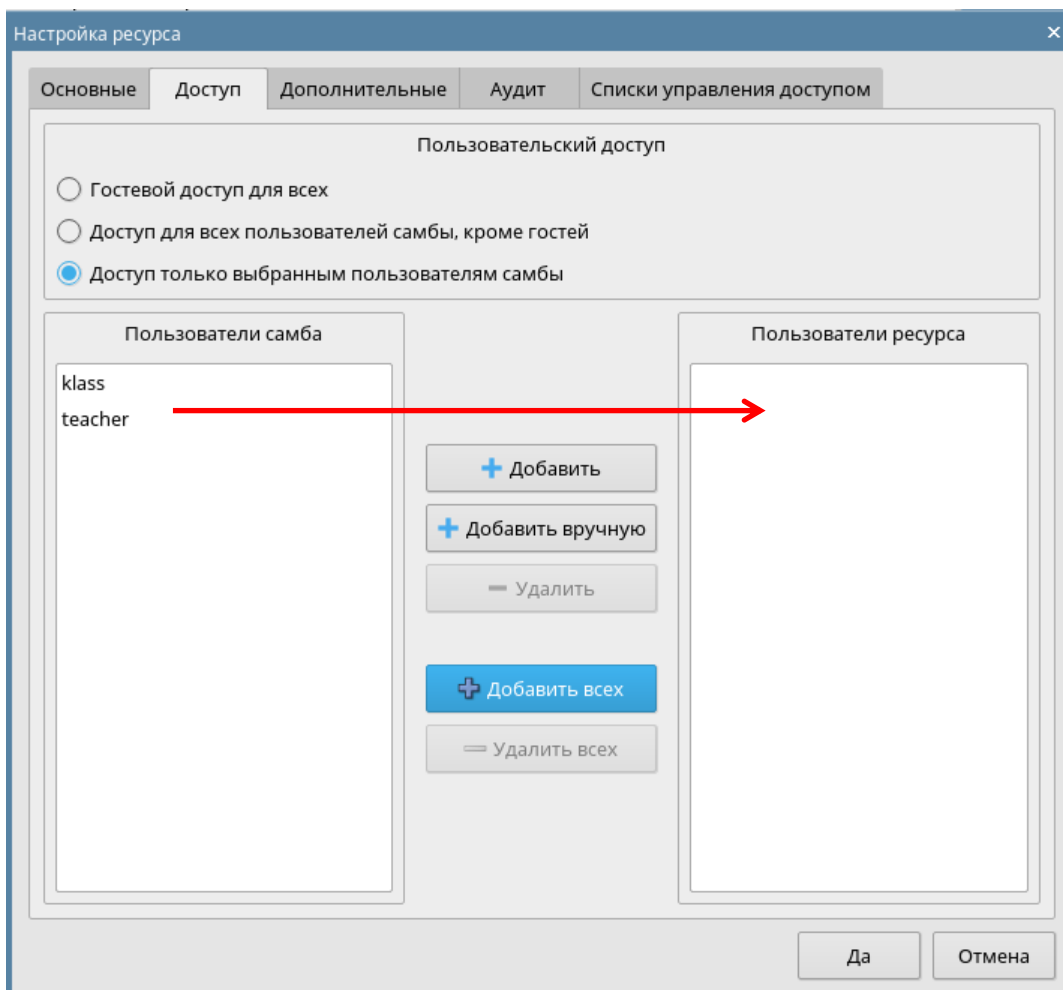 Настройка ресурса
Основные Доступ Дополнительные Аудит Списки управления доступом
Пользовательский доступ
Гостевой доступ для всех
Доступ для всех пользователей самбы, кроме гостей
Доступ только выбранным пользователям самбы
Пользователи самба
klass
teacher
Добавить
Добавить вручную
Удалить
Добавить всех
Удалить всех
Пользователи ресурса
Да Отмена